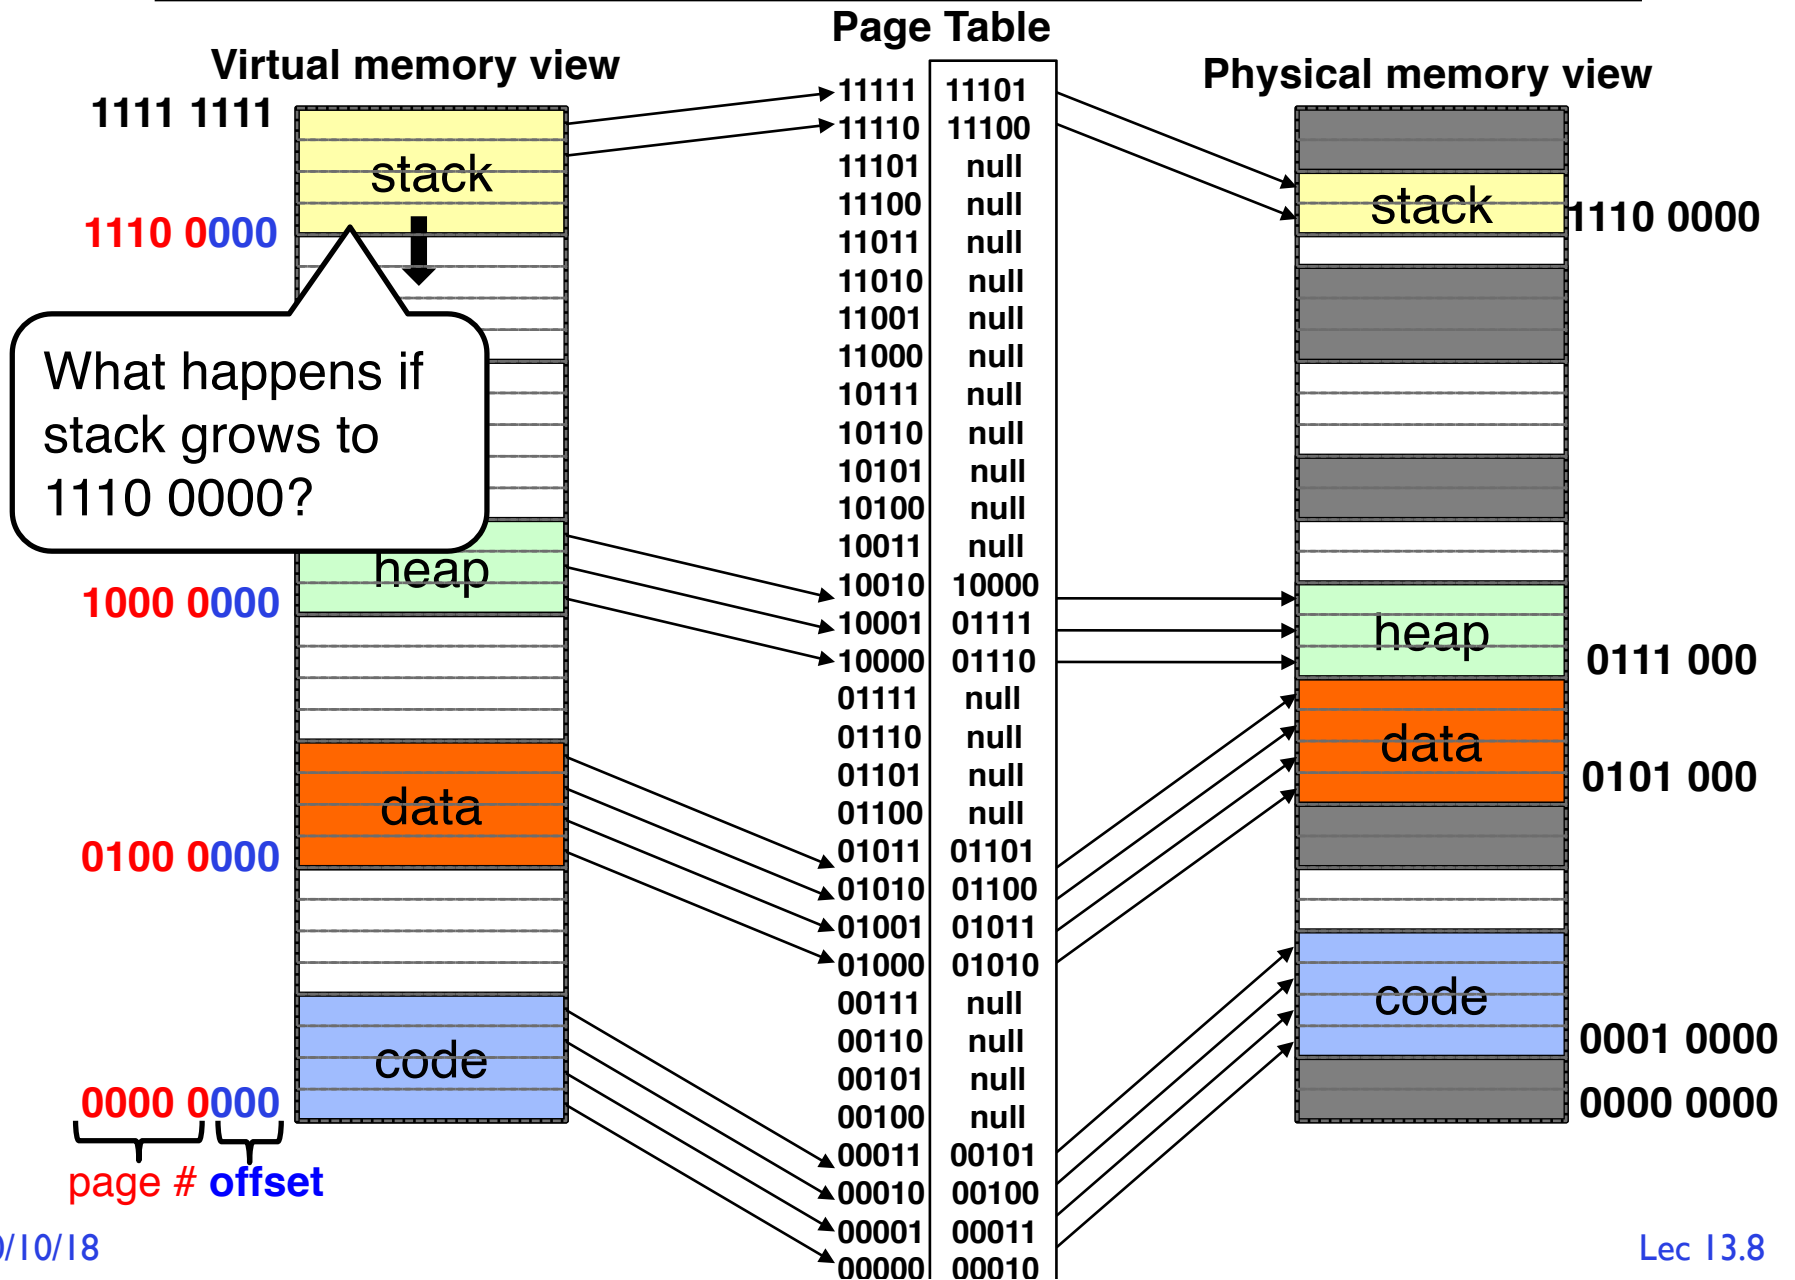 Page Table
Virtual memory view
Physical memory view
1111 1111
stack
1110 0000
What happens if
stack grows to
1110 0000?
heap
1000 0000
data
0100 0000
code
0000 0000
page # offset
11111 11101
11110 11100
11101 null
11100 null
11011 null
11010 null
11001 null
11000 null
10111 null
10110 null
10101 null
10100 null
10011 null
10010 10000
10001 01111
10000 01110
01111 null
01110 null
01101 null
01100 null
01011 01101
01010 01100
01001 01011
01000 01010
00111 null
00110 null
00101 null
00100 null
00011 00101
00010 00100
00001 00011
00000 00010
stack
1110 0000
heap
0111 000
data
0101 000
code
0001 0000
0000 0000
/10/18
Lec 13.8